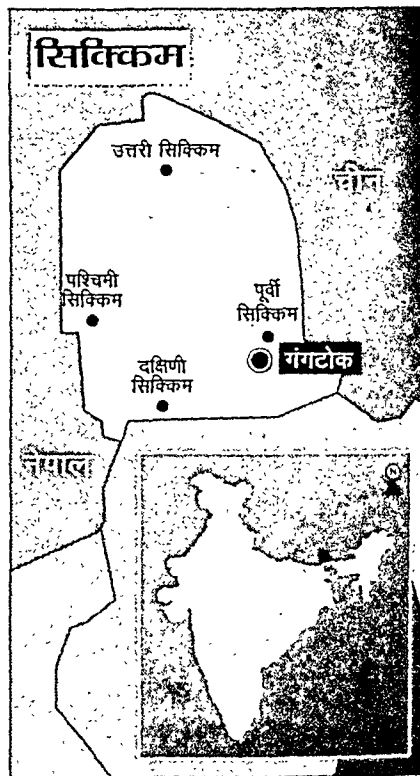 सिक्किम
उत्तरी सिक्किम
चीन
पश्चिमी
सिक्किम
पूर्वी
सिक्किम
गंगटोक
दक्षिणी
सिक्किम
नेपाल
N